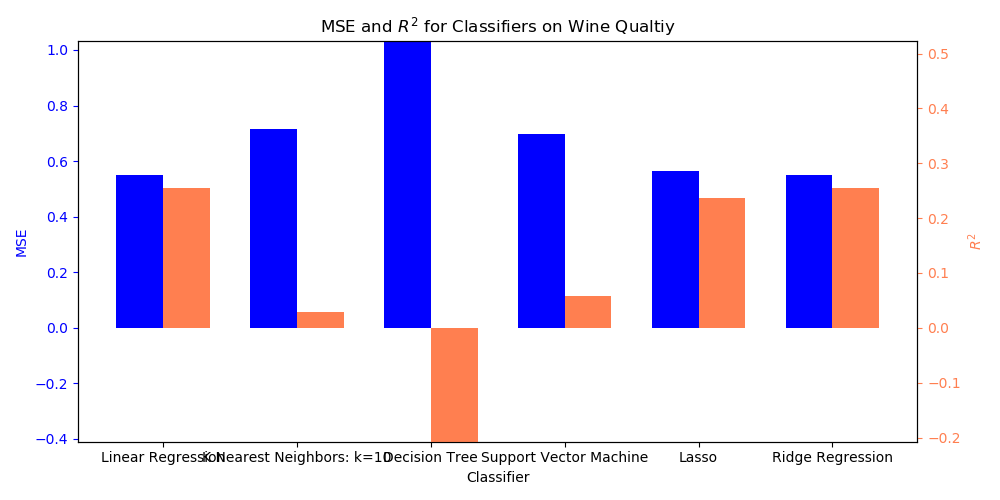 MSE and R² for Classifiers on Wine Qualtiy
1.0
0.8
0.6
0.4
0.2
0.0
−0.2
−0.4
MSE
0.5
0.4
0.3
0.2
0.1
0.0
−0.1
−0.2
R²
Linear Regression
K Nearest Neighbors: k=10
Decision Tree
Support Vector Machine
Lasso
Ridge Regression
Classifier